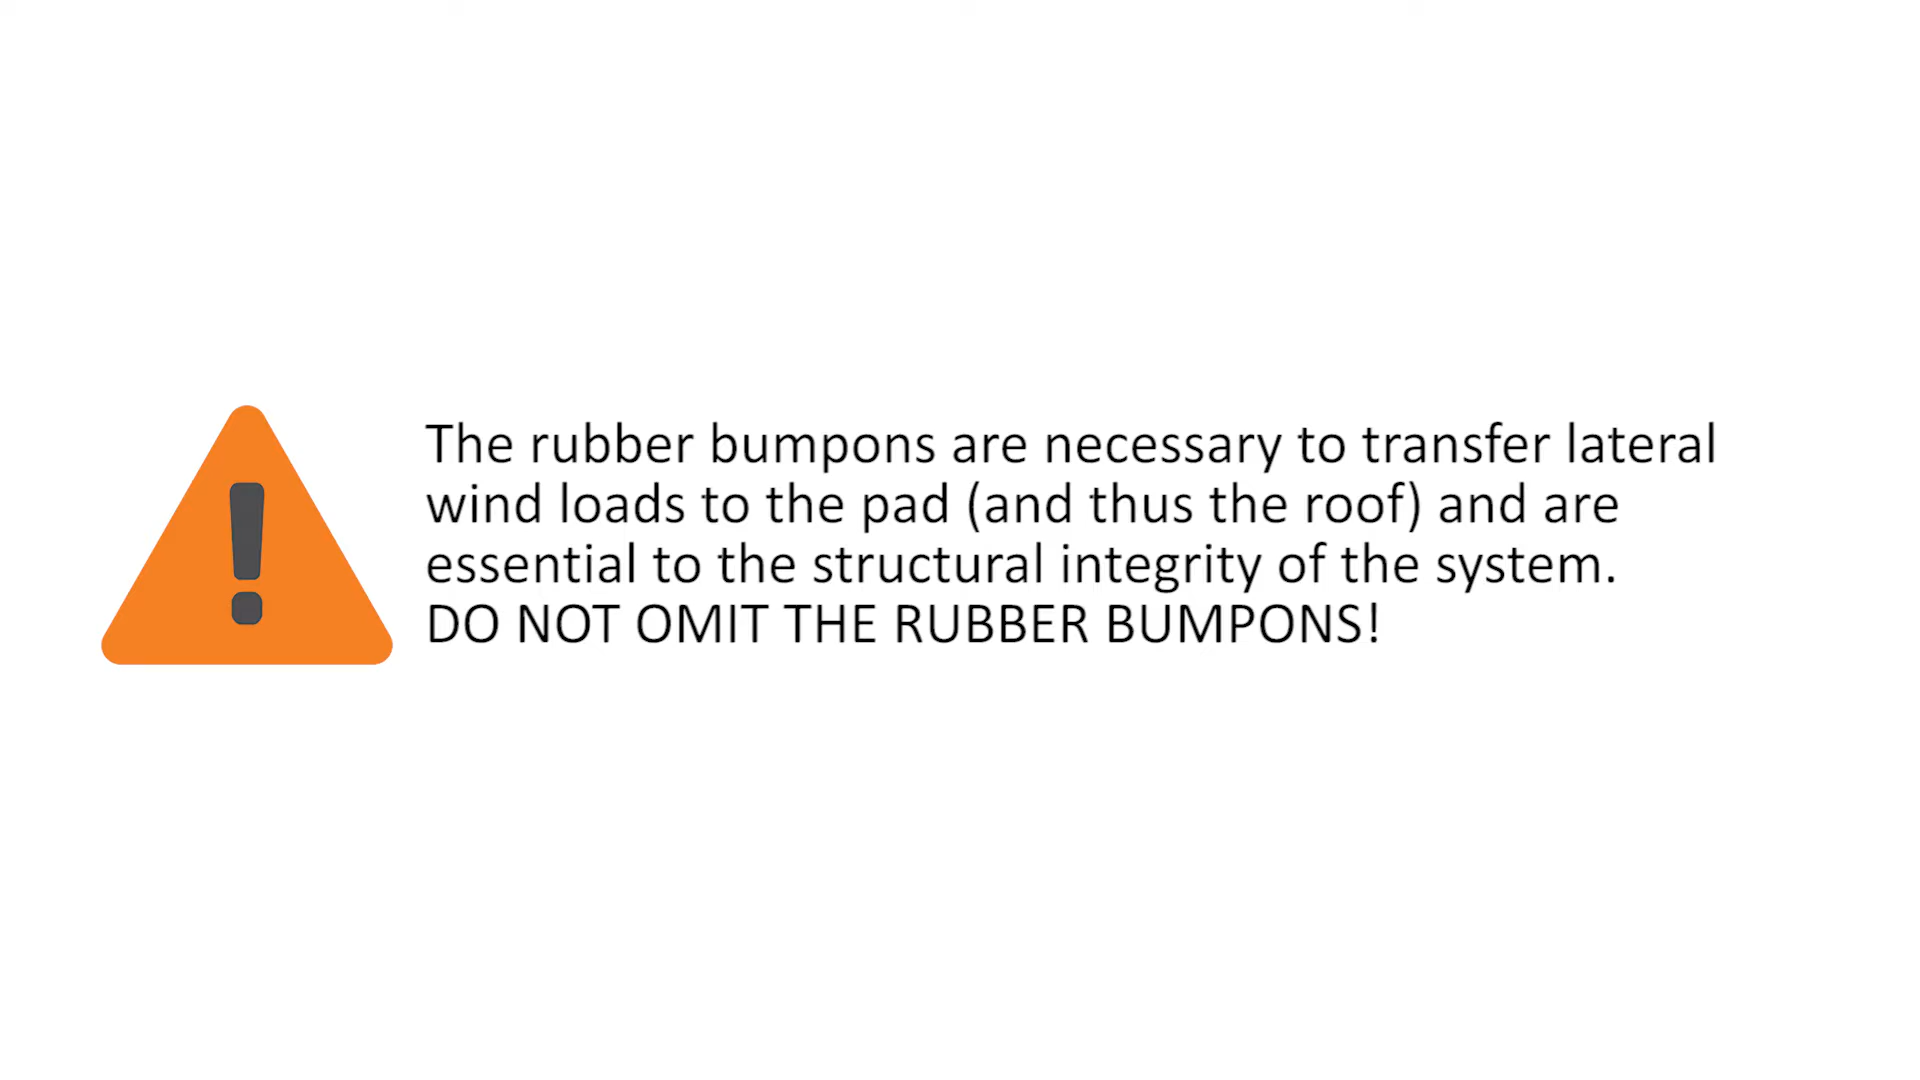 The rubber bumpons are necessary to transfer lateral
wind loads to the pad (and thus the roof) and are
essential to the structural integrity of the system.
DO NOT OMIT THE RUBBER BUMPONS!